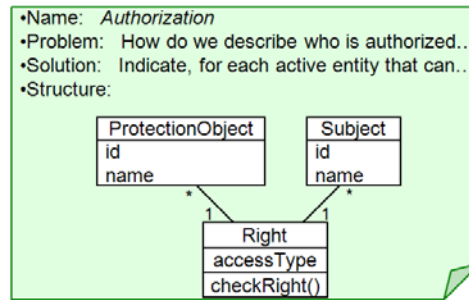 •Name: Authorization
•Problem: How do we describe who is authorized...
•Solution: Indicate, for each active entity that can...
•Structure:
ProtectionObject
id
name
Subject
id
name
* *
1 1
Right
accessType
checkRight()